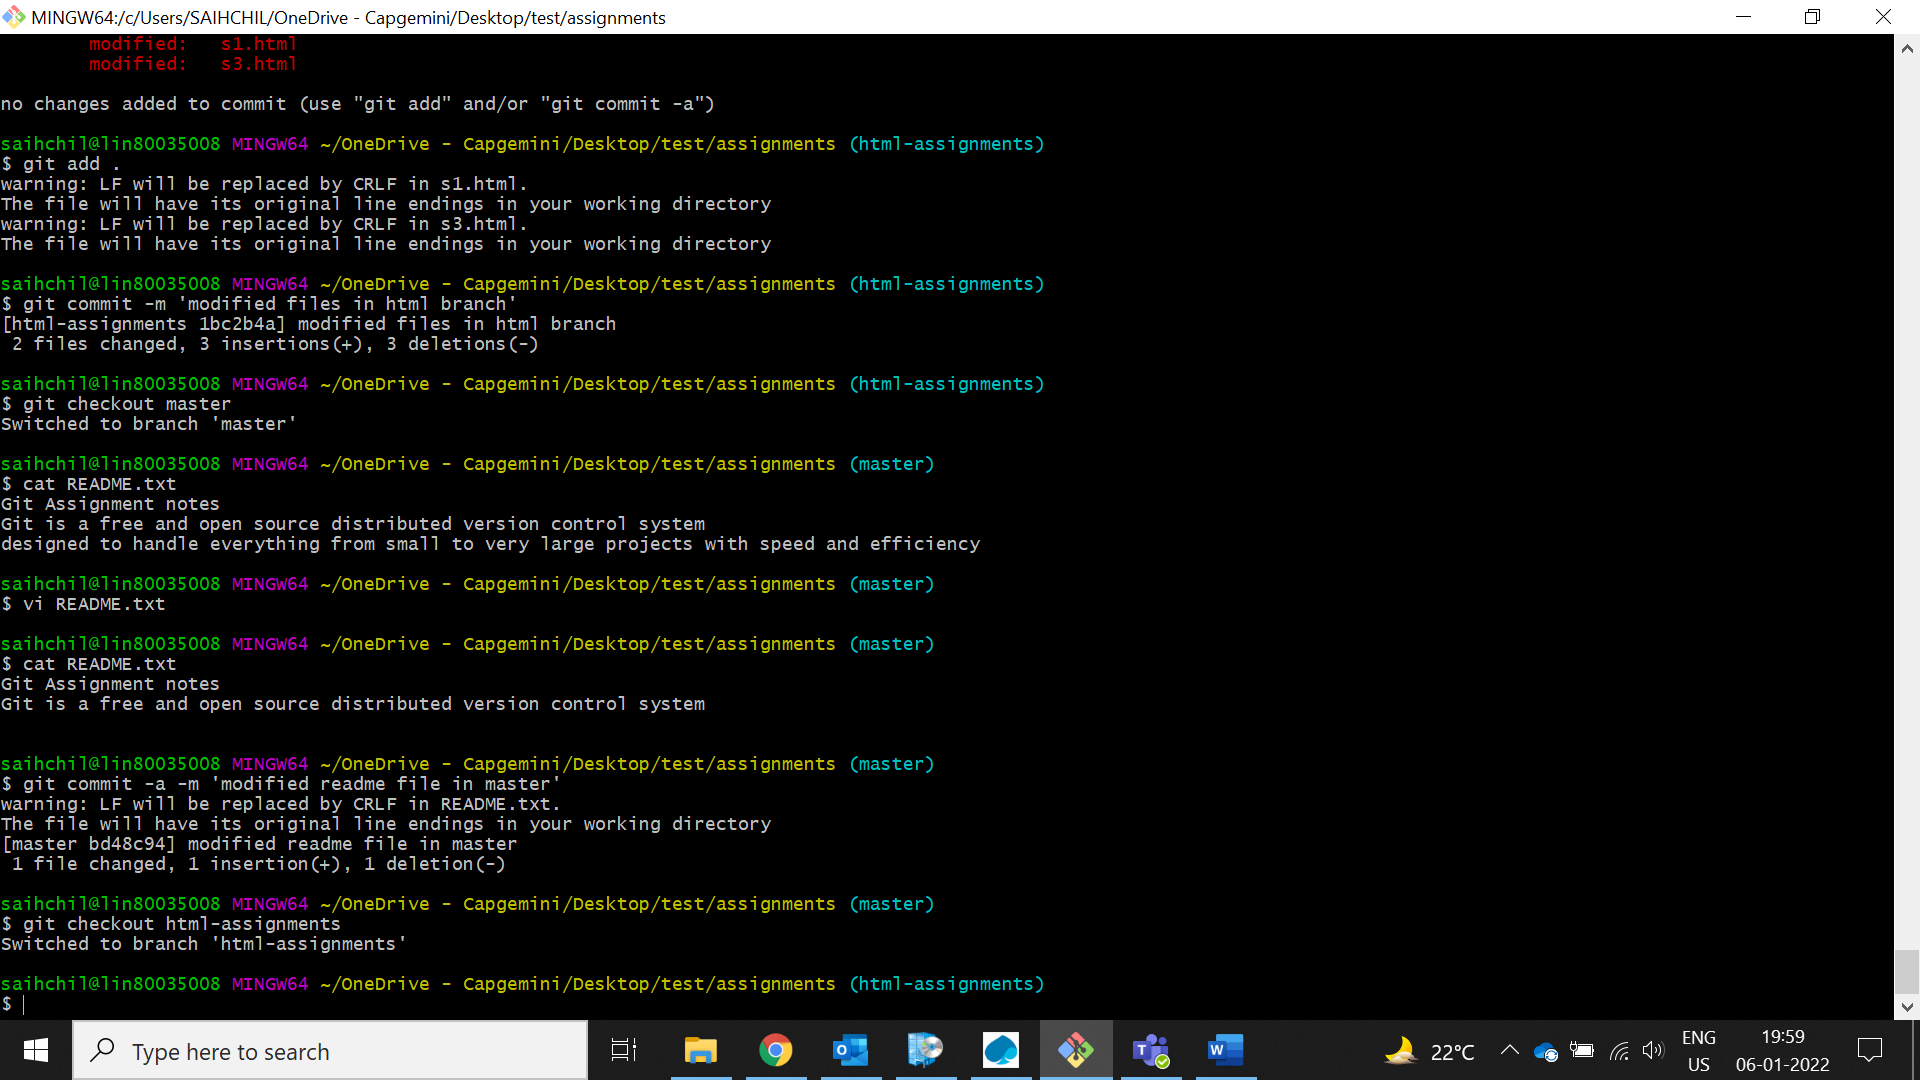 MINGW64:/c/Users/SAIHCHIL/OneDrive - Capgemini/Desktop/test/assignments
modified:   s1.html
modified:   s3.html
no changes added to commit (use "git add" and/or "git commit -a")
saihchil@lin80035008 MINGW64 ~/OneDrive - Capgemini/Desktop/test/assignments (html-assignments)
$ git add .
warning: LF will be replaced by CRLF in s1.html.
The file will have its original line endings in your working directory
warning: LF will be replaced by CRLF in s3.html.
The file will have its original line endings in your working directory
saihchil@lin80035008 MINGW64 ~/OneDrive - Capgemini/Desktop/test/assignments (html-assignments)
$ git commit -m 'modified files in html branch'
[html-assignments 1bc2b4a] modified files in html branch
 2 files changed, 3 insertions(+), 3 deletions(-)
saihchil@lin80035008 MINGW64 ~/OneDrive - Capgemini/Desktop/test/assignments (html-assignments)
$ git checkout master
Switched to branch 'master'
saihchil@lin80035008 MINGW64 ~/OneDrive - Capgemini/Desktop/test/assignments (master)
$ cat README.txt
Git Assignment notes
Git is a free and open source distributed version control system
designed to handle everything from small to very large projects with speed and efficiency
saihchil@lin80035008 MINGW64 ~/OneDrive - Capgemini/Desktop/test/assignments (master)
$ vi README.txt
saihchil@lin80035008 MINGW64 ~/OneDrive - Capgemini/Desktop/test/assignments (master)
$ cat README.txt
Git Assignment notes
Git is a free and open source distributed version control system
saihchil@lin80035008 MINGW64 ~/OneDrive - Capgemini/Desktop/test/assignments (master)
$ git commit -a -m 'modified readme file in master'
warning: LF will be replaced by CRLF in README.txt.
The file will have its original line endings in your working directory
[master bd48c94] modified readme file in master
 1 file changed, 1 insertion(+), 1 deletion(-)
saihchil@lin80035008 MINGW64 ~/OneDrive - Capgemini/Desktop/test/assignments (master)
$ git checkout html-assignments
Switched to branch 'html-assignments'
saihchil@lin80035008 MINGW64 ~/OneDrive - Capgemini/Desktop/test/assignments (html-assignments)
$
Type here to search
22°C
ENG
US
19:59
06-01-2022